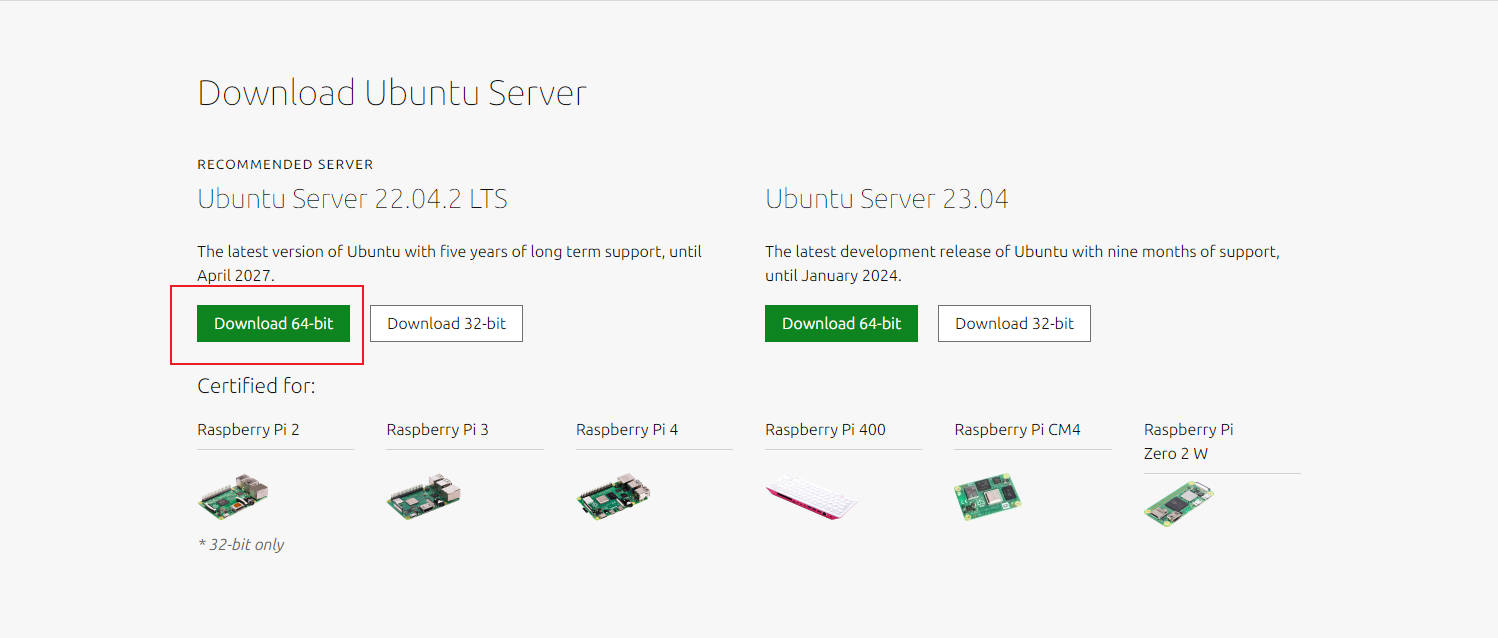 Download Ubuntu Server
RECOMMENDED SERVER
Ubuntu Server 22.04.2 LTS
The latest version of Ubuntu with five years of long term support, until
April 2027.
Download 64-bit
Download 32-bit
Ubuntu Server 23.04
The latest development release of Ubuntu with nine months of support,
until January 2024.
Download 64-bit
Download 32-bit
Certified for:
Raspberry Pi 2
* 32-bit only
Raspberry Pi 3
Raspberry Pi 4
Raspberry Pi 400
Raspberry Pi CM4
Raspberry Pi
Zero 2 W